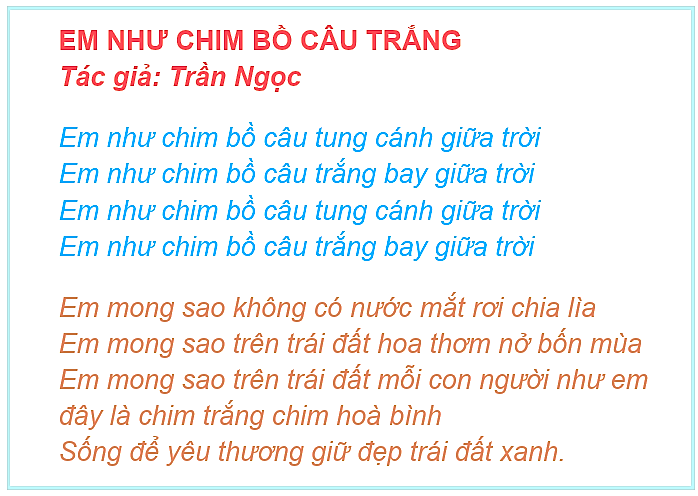 EM NHƯ CHIM BỒ CÂU TRẮNG
Tác giả: Trần Ngọc
Em như chim bồ câu tung cánh giữa trời
Em như chim bồ câu trắng bay giữa trời
Em như chim bồ câu tung cánh giữa trời
Em như chim bồ câu trắng bay giữa trời
Em mong sao không có nước mắt rơi chia lìa
Em mong sao trên trái đất hoa thơm nở bốn mùa
Em mong sao trên trái đất mỗi con người như em
đây là chim trắng chim hoà bình
Sống để yêu thương giữ đẹp trái đất xanh.